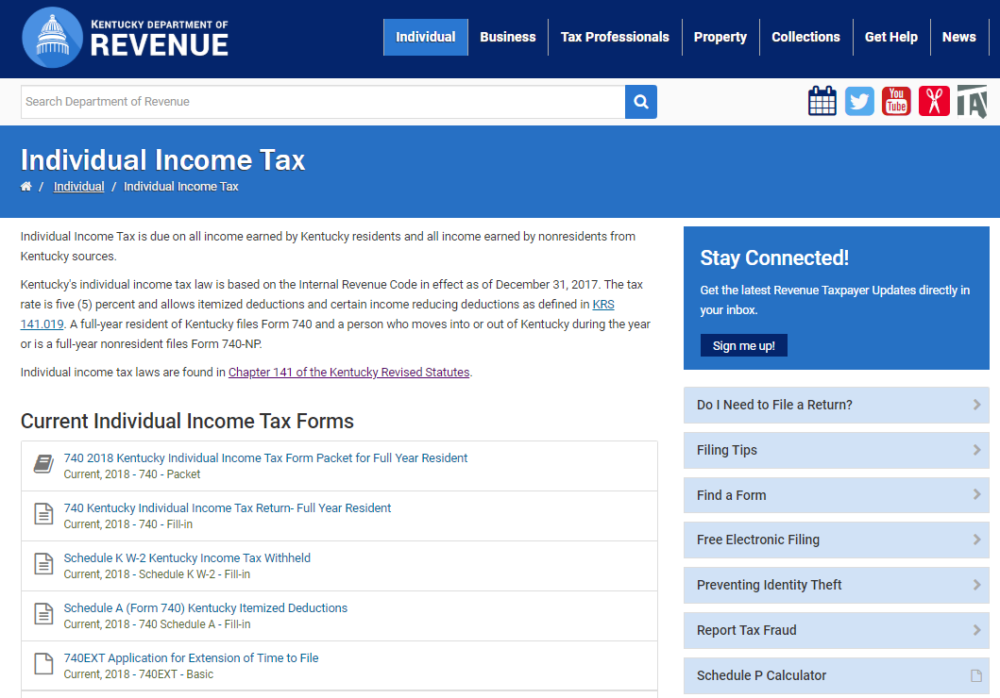 KENTUCKY DEPARTMENT OF
REVENUE
Individual
Business
Tax Professionals
Property
Collections
Get Help
News
Search Department of Revenue
You
Tube
TA
Individual Income Tax
/ Individual / Individual Income Tax
Individual Income Tax is due on all income earned by Kentucky residents and all income earned by nonresidents from
Kentucky sources.
Kentucky's individual income tax law is based on the Internal Revenue Code in effect as of December 31, 2017. The tax
rate is five (5) percent and allows itemized deductions and certain income reducing deductions as defined in KRS
141.019. A full-year resident of Kentucky files Form 740 and a person who moves into or out of Kentucky during the year
or is a full-year nonresident files Form 740-NP.
Individual income tax laws are found in Chapter 141 of the Kentucky Revised Statutes.
Current Individual Income Tax Forms
740 2018 Kentucky Individual Income Tax Form Packet for Full Year Resident
Current, 2018 - 740 - Packet
740 Kentucky Individual Income Tax Return- Full Year Resident
Current, 2018 - 740 - Fill-in
Schedule K W-2 Kentucky Income Tax Withheld
Current, 2018 - Schedule K W-2 - Fill-in
Schedule A (Form 740) Kentucky Itemized Deductions
Current, 2018 - 740 Schedule A - Fill-in
740EXT Application for Extension of Time to File
Current, 2018 - 740EXT - Basic
Stay Connected!
Get the latest Revenue Taxpayer Updates directly in
your inbox.
Sign me up!
Do I Need to File a Return?
Filing Tips
Find a Form
Free Electronic Filing
Preventing Identity Theft
Report Tax Fraud
Schedule P Calculator